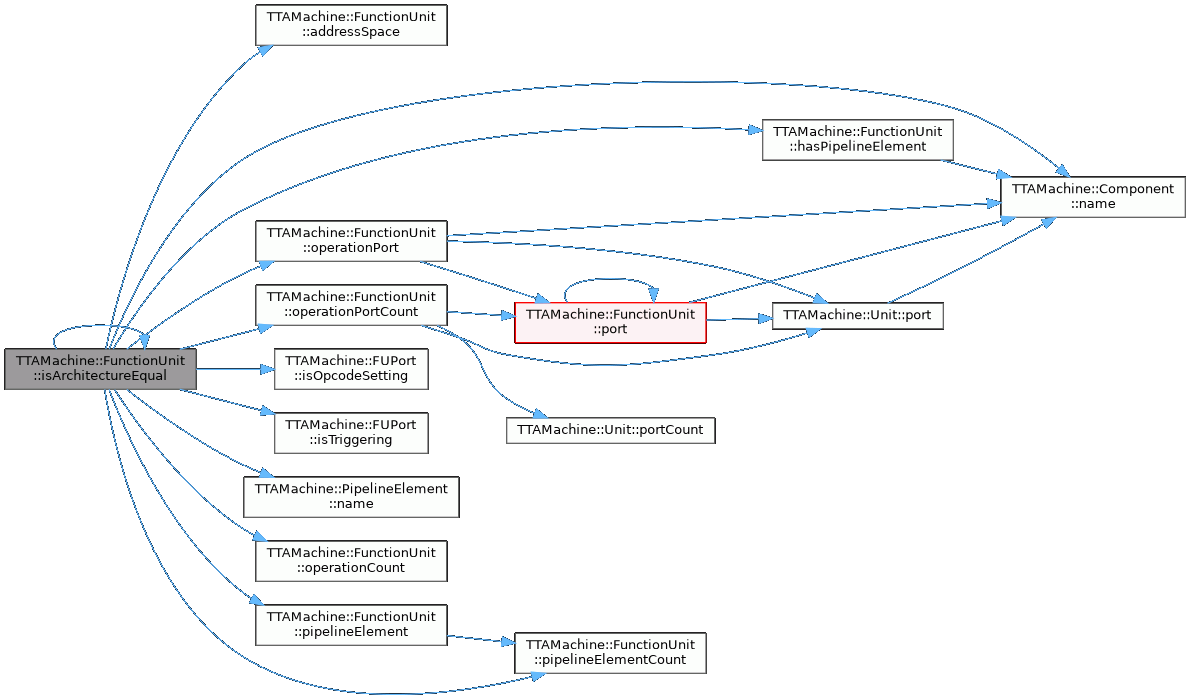 TTAMachine::FunctionUnit
::addressSpace
TTAMachine::FunctionUnit
::hasPipelineElement
TTAMachine::Component
::name
TTAMachine::FunctionUnit
::operationPort
TTAMachine::FunctionUnit
::operationPortCount
TTAMachine::FunctionUnit
::port
TTAMachine::Unit::port
TTAMachine::FunctionUnit
::isArchitectureEqual
TTAMachine::FUPort
::isOpcodeSetting
TTAMachine::FUPort
::isTriggering
TTAMachine::Unit::portCount
TTAMachine::PipelineElement
::name
TTAMachine::FunctionUnit
::operationCount
TTAMachine::FunctionUnit
::pipelineElement
TTAMachine::FunctionUnit
::pipelineElementCount